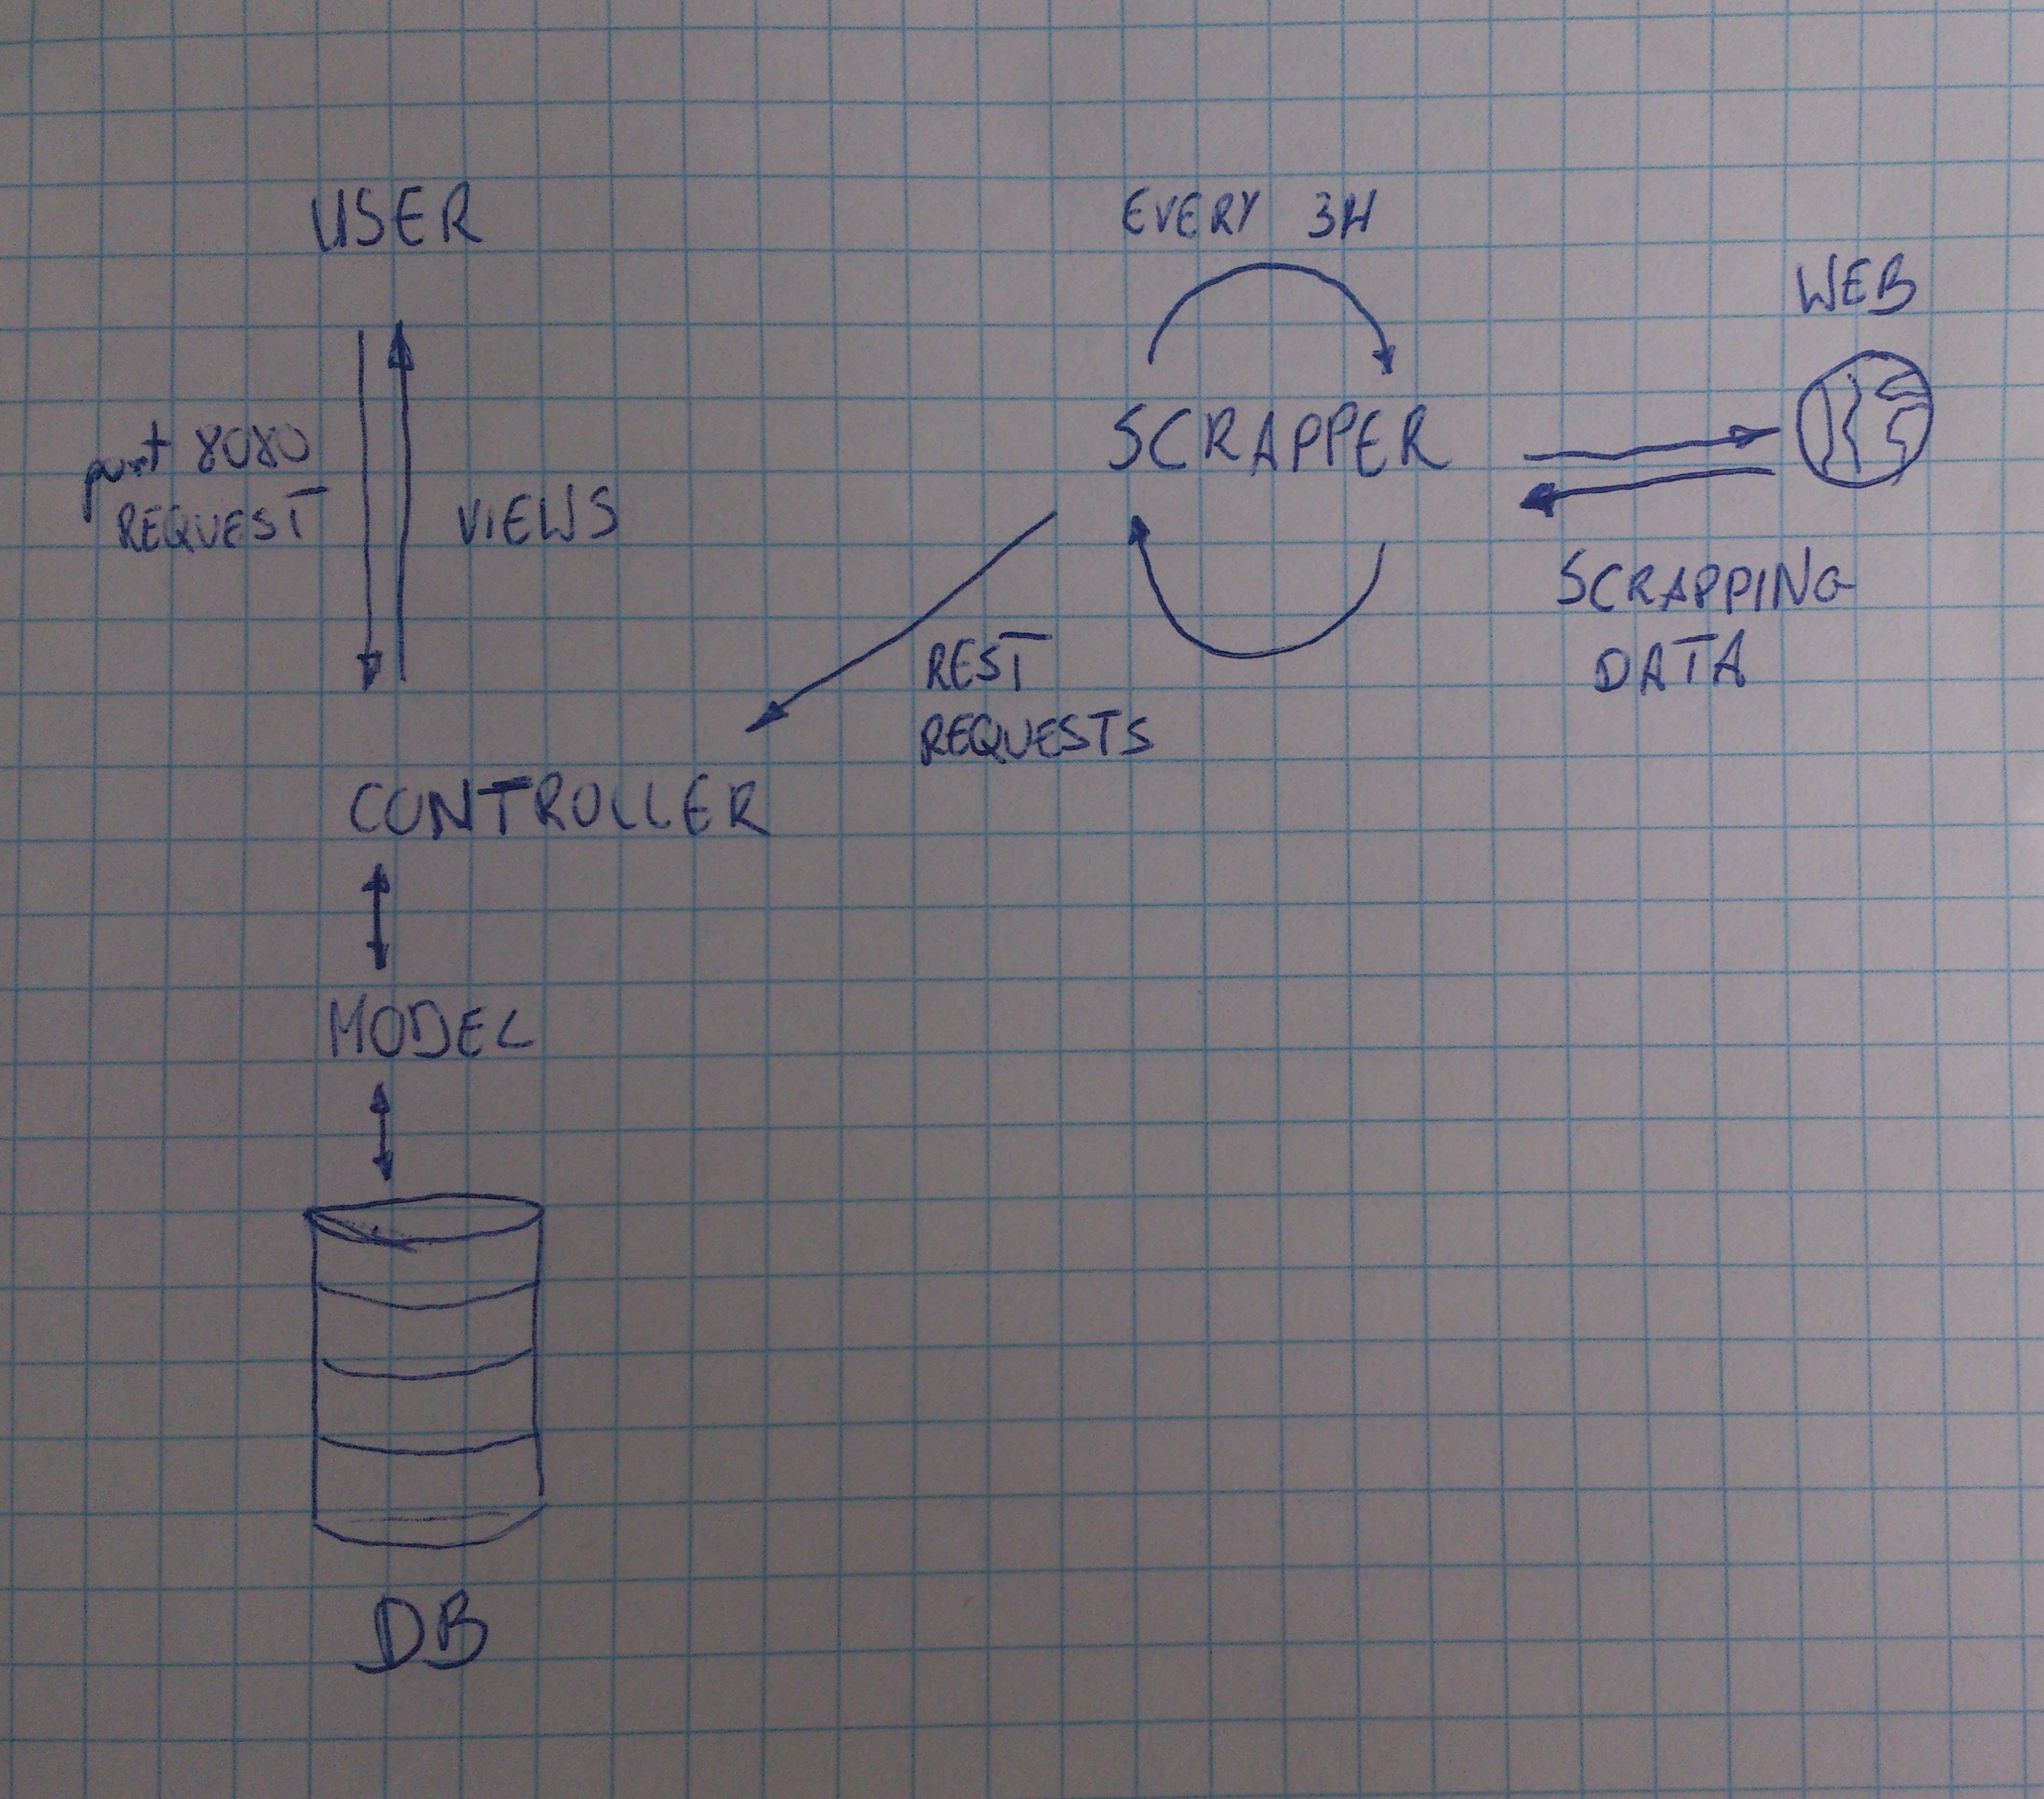 USER
EVERY 3H
WEB
port 8080
REQUEST
VIEWS
SCRAPPER
SCRAPPING
DATA
REST
REQUESTS
CONTROLLER
MODEL
DB